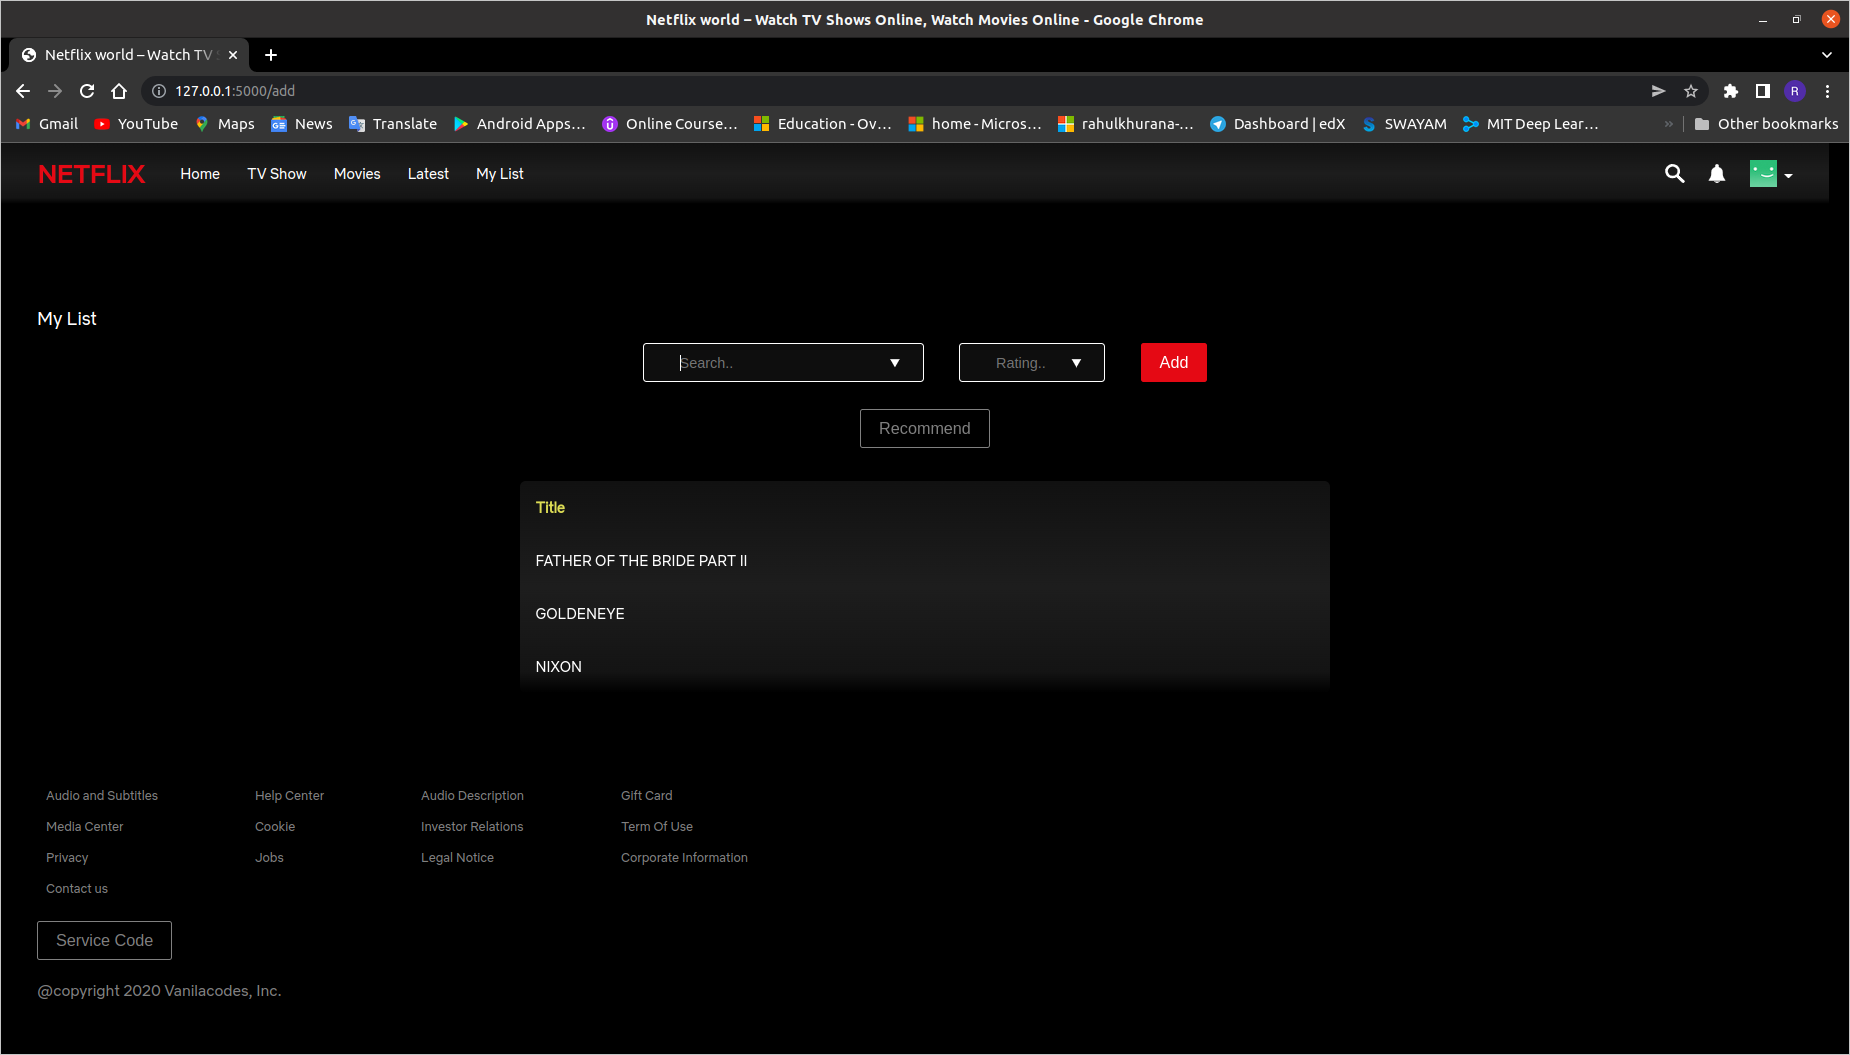 Netflix world – Watch TV Shows Online, Watch Movies Online - Google Chrome
Netflix world – Watch TV
127.0.0.1:5000/add
Gmail YouTube Maps News Translate Android Apps... Online Course... Education - Ov... home - Micros... rahulkhurana-... Dashboard | edX SWAYAM MIT Deep Lear... » Other bookmarks
R
NETFLIX Home TV Show Movies Latest My List
My List
Search.. Rating.. Add
Recommend
Title
FATHER OF THE BRIDE PART II
GOLDENEYE
NIXON
Audio and Subtitles Help Center Audio Description Gift Card
Media Center Cookie Investor Relations Term Of Use
Privacy Jobs Legal Notice Corporate Information
Contact us
Service Code
@copyright 2020 Vanilacodes, Inc.